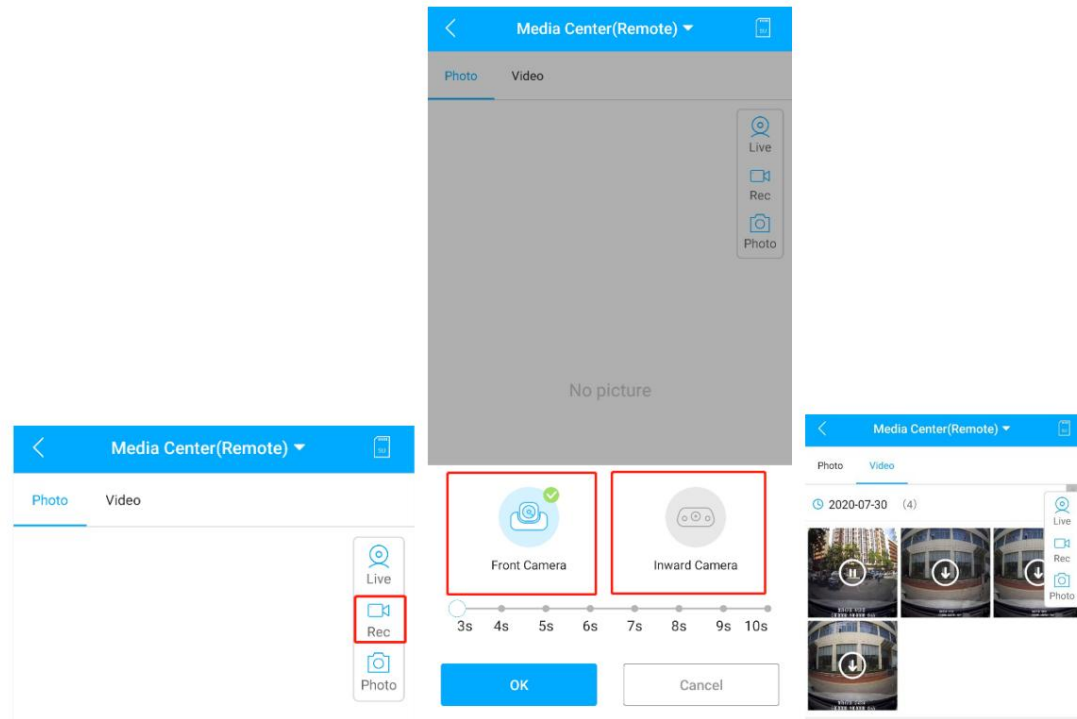 Media Center(Remote)
Photo Video
Live
Rec
Photo
Media Center(Remote)
Photo Video
Live
Rec
Photo
No picture
Front Camera Inward Camera
3s 4s 5s 6s 7s 8s 9s 10s
OK Cancel
Media Center(Remote)
Photo Video
2020-07-30 (4)
Live
Rec
Photo